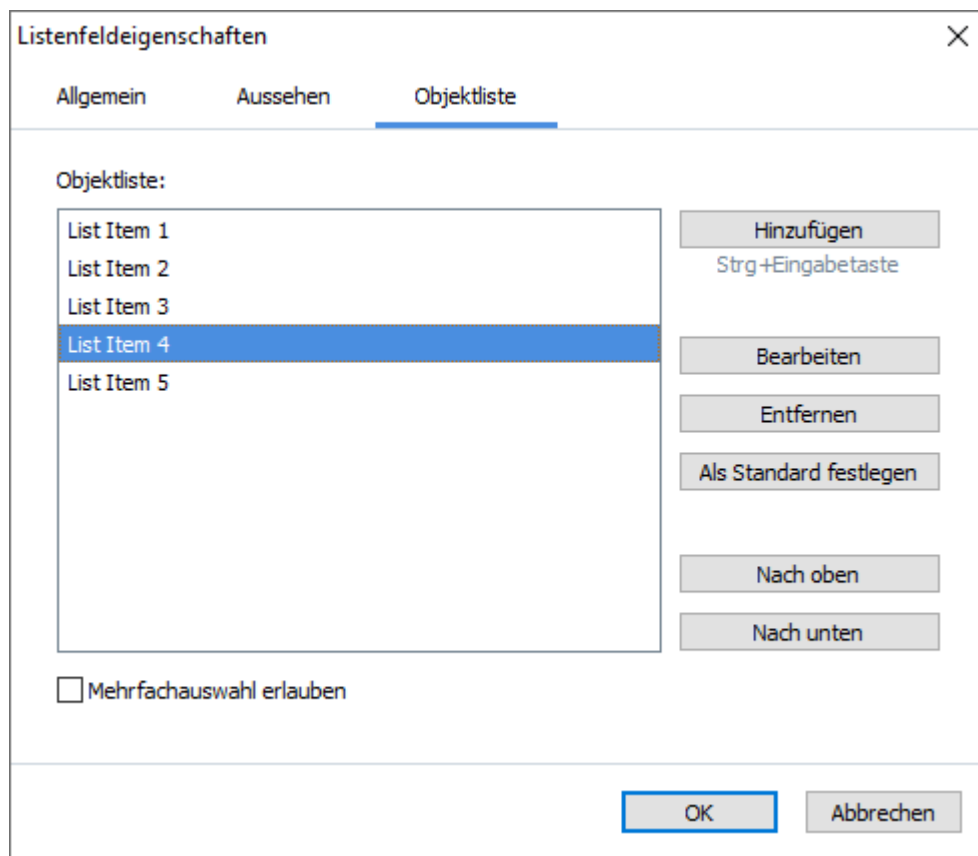 Listenfeldeigenschaften
Allgemein Aussehen Objektliste
Objektliste:
List Item 1
List Item 2
List Item 3
List Item 4
List Item 5
Hinzufügen
Strg+Eingabetaste
Bearbeiten
Entfernen
Als Standard festlegen
Nach oben
Nach unten
Mehrfachauswahl erlauben
OK Abbrechen